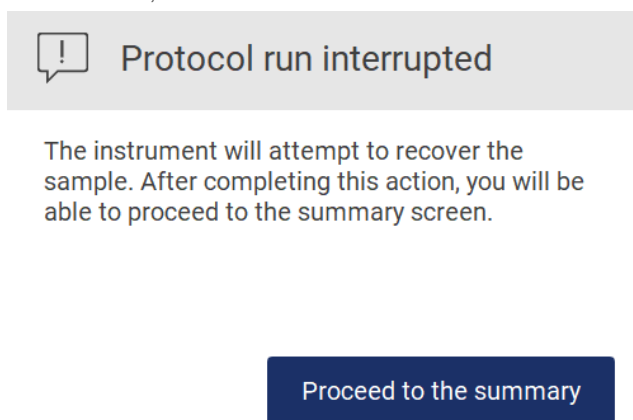 !
Protocol run interrupted
The instrument will attempt to recover the
sample. After completing this action, you will be
able to proceed to the summary screen.
Proceed to the summary